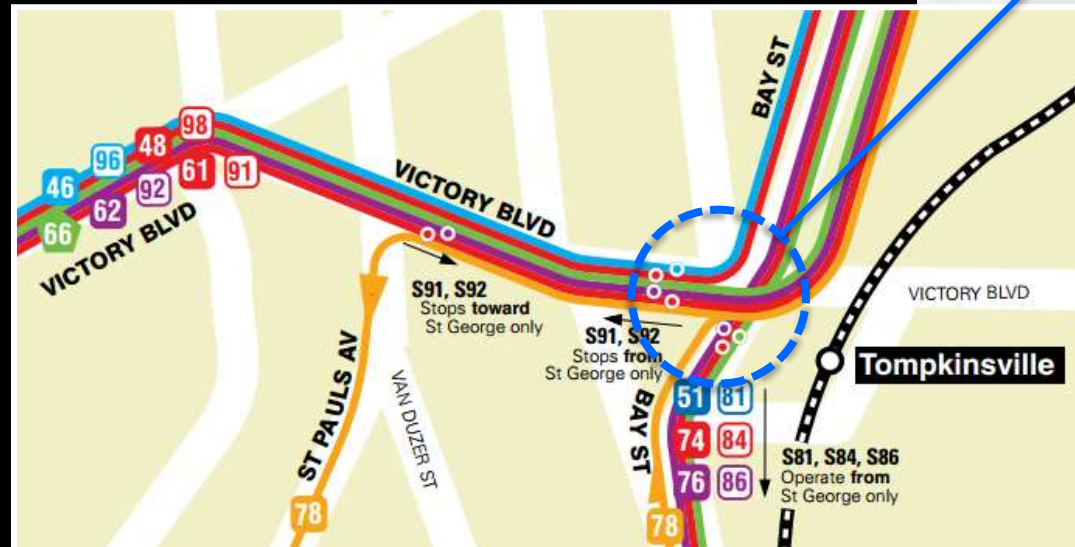 BAY ST
98
48
96
46
61
91
92
62
66
VICTORY BLVD
VICTORY BLVD
S91, S92
Stops toward
St George only
VICTORY BLVD
S91, S92
Stops from
St George only
Tompkinsville
ST PAULS AV
VAN DUZER ST
BAY ST
51 81
74 84
76 86
S81, S84, S86
Operate from
St George only
78
78